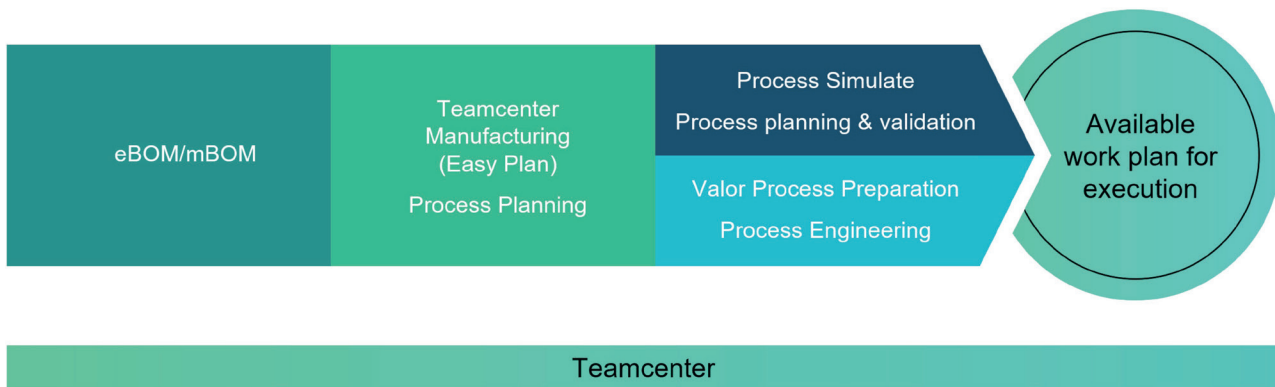 eBOM/mBOM
Teamcenter
Manufacturing
(Easy Plan)
Process Planning
Process Simulate
Process planning & validation
Valor Process Preparation
Process Engineering
Available
work plan for
execution
Teamcenter